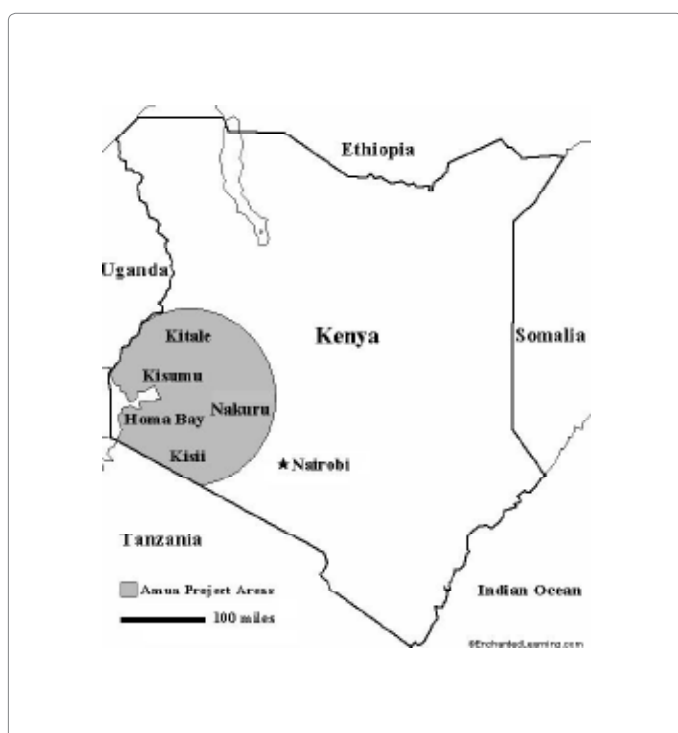 Ethiopia
Uganda
Kitale
Kenya
Somalia
Kisumu
Nakuru
Homa Bay
Kisii
Nairobi
Tanzania
Amua Project Areas
Indian Ocean
100 miles
©EnchantedLearning.com